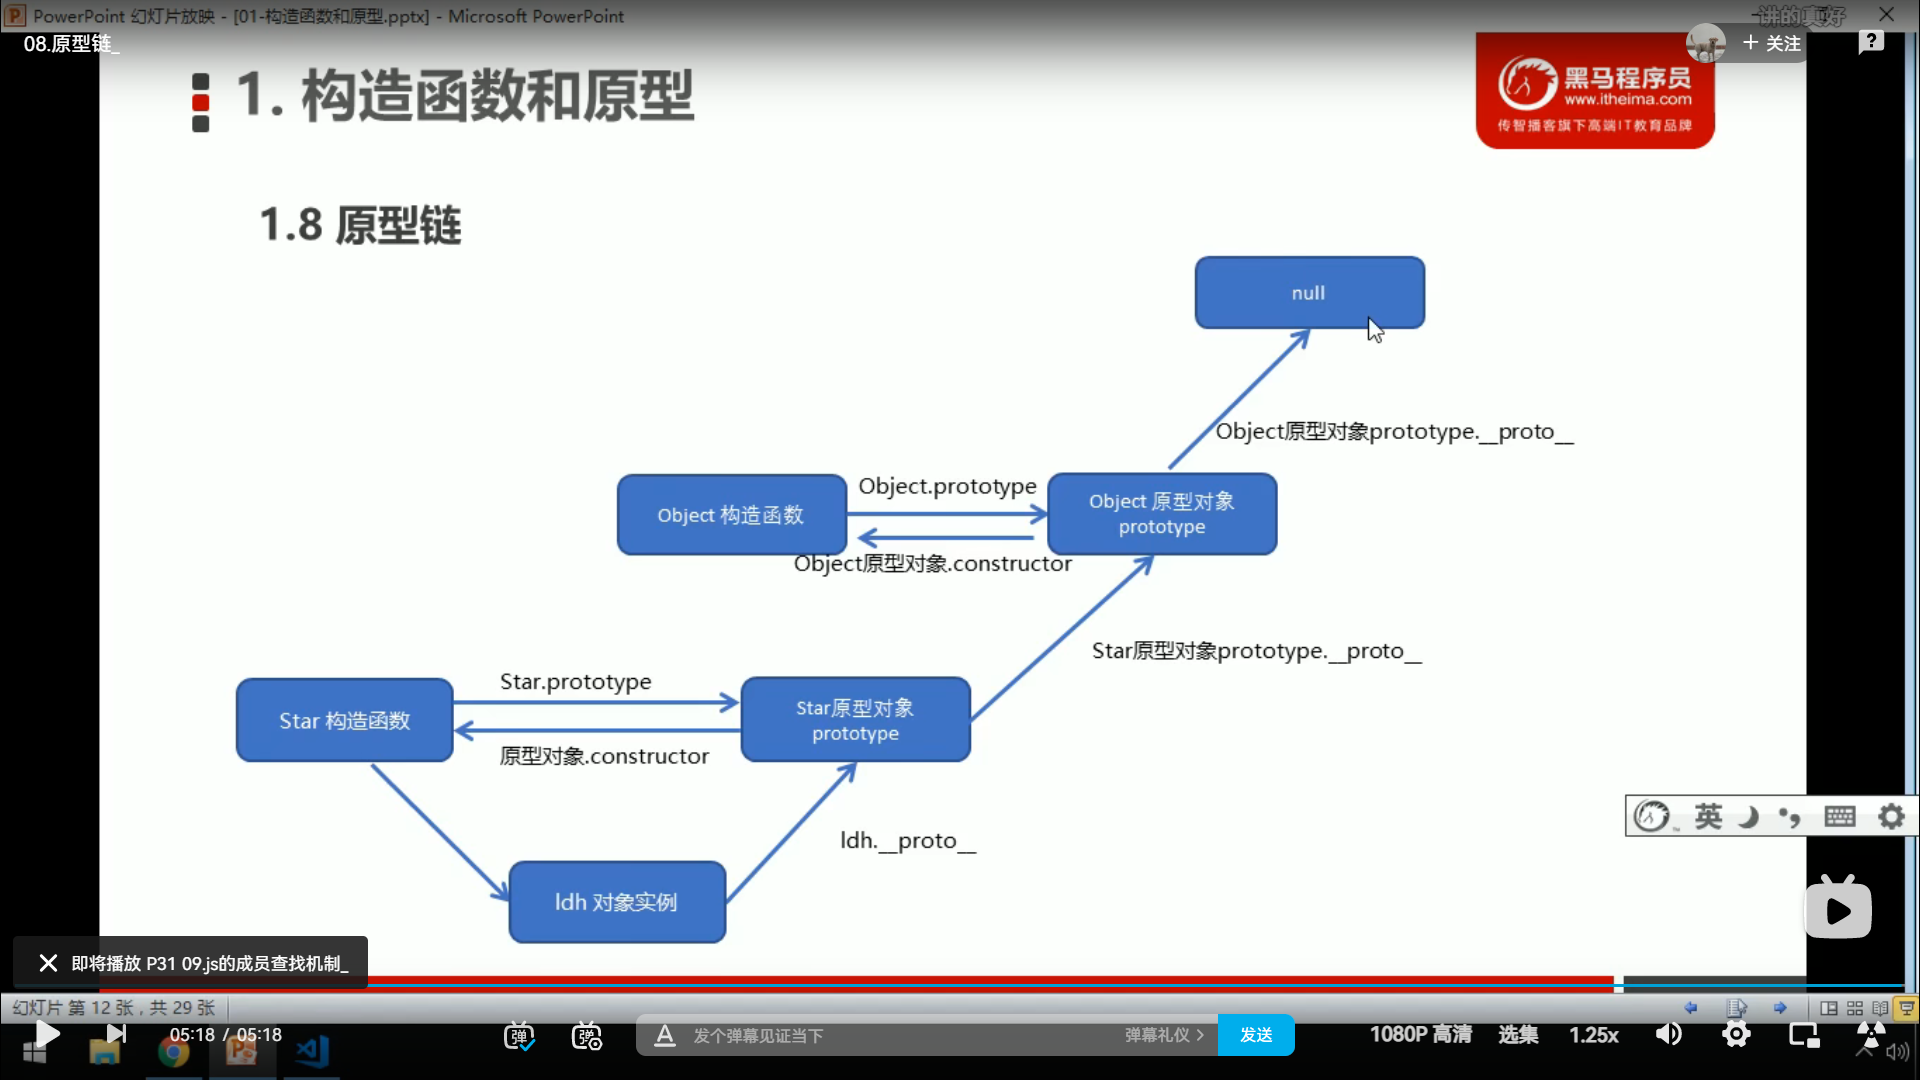 PowerPoint 幻灯片放映 - [01-构造函数和原型.pptx] - Microsoft PowerPoint
讲的真好
08.原型链_
+ 关注
1. 构造函数和原型
黑马程序员
www.itheima.com
传智播客旗下高端IT教育品牌
1.8 原型链
null
Object原型对象prototype.__proto__
Object.prototype
Object 构造函数
Object 原型对象
prototype
Object原型对象.constructor
Star原型对象prototype.__proto__
Star.prototype
Star 构造函数
Star原型对象
prototype
原型对象.constructor
ldh.__proto__
ldh 对象实例
英
即将播放 P31 09.js的成员查找机制_
幻灯片 第 12 张，共 29 张
05:18 / 05:18
弹
弹
A 发个弹幕见证当下
弹幕礼仪 >
发送
1080P 高清
选集
1.25x